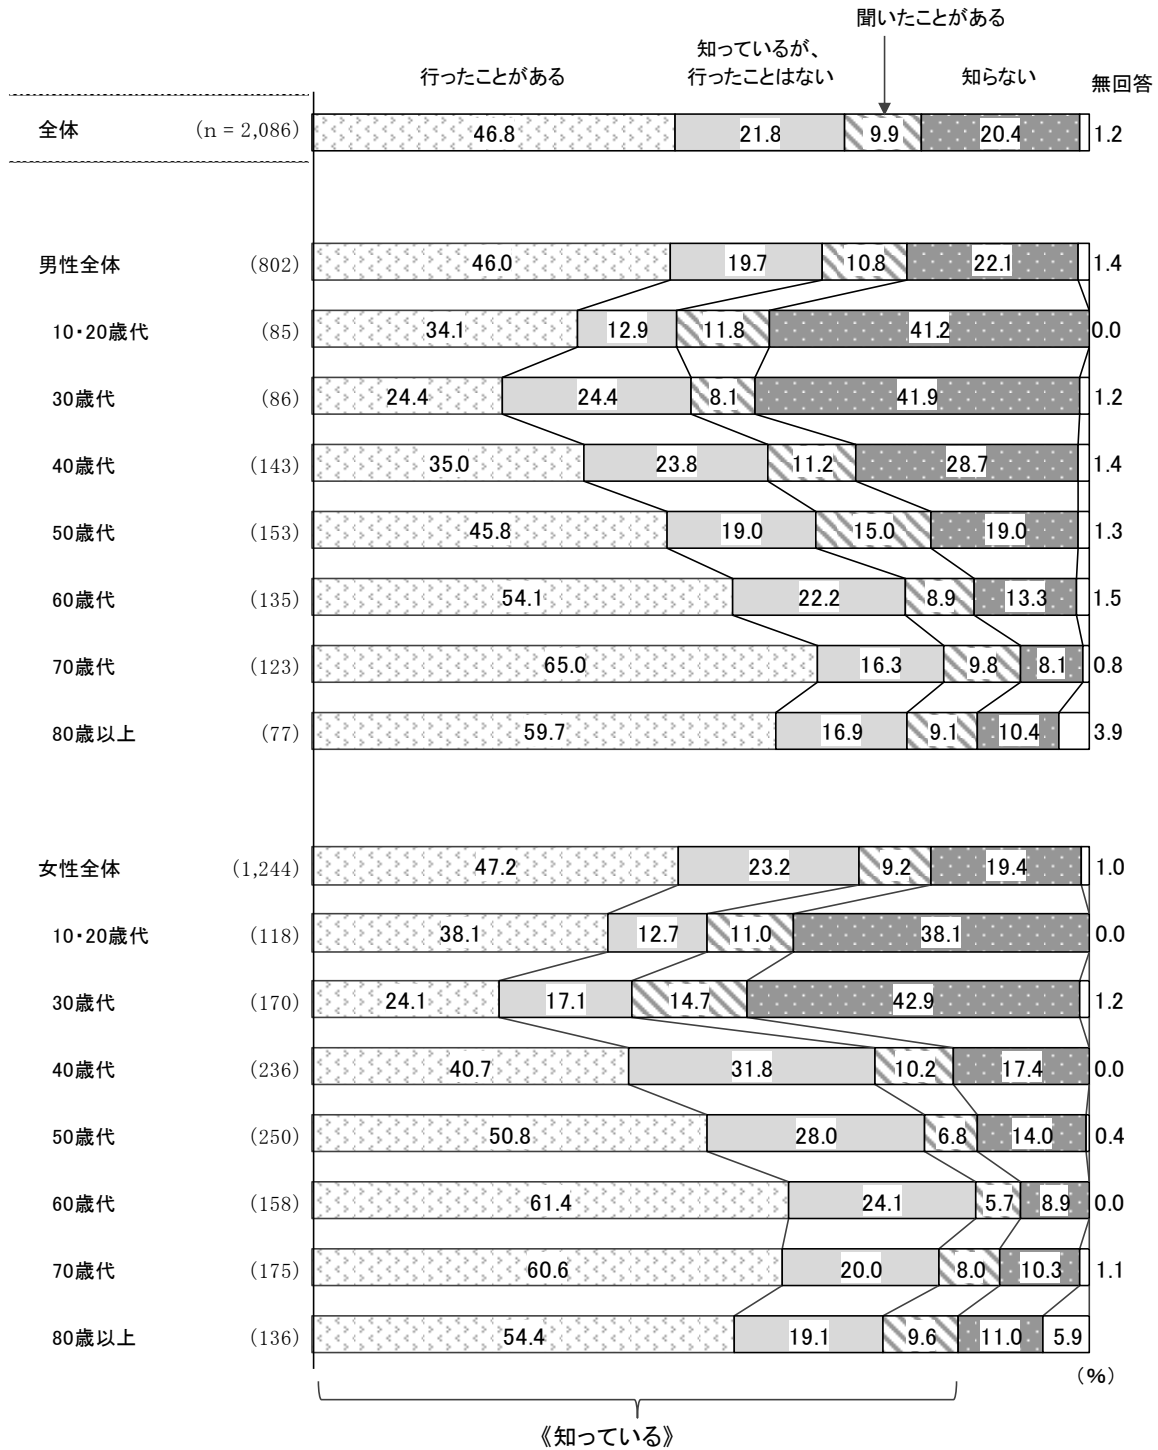 聞いたことがある
知っているが、
行ったことがある 行ったことはない 知らない 無回答
全体 (n = 2,086) 46.8 21.8 9.9 20.4 1.2
男性全体 (802) 46.0 19.7 10.8 22.1 1.4
10・20歳代 (85) 34.1 12.9 11.8 41.2 0.0
30歳代 (86) 24.4 24.4 8.1 41.9 1.2
40歳代 (143) 35.0 23.8 11.2 28.7 1.4
50歳代 (153) 45.8 19.0 15.0 19.0 1.3
60歳代 (135) 54.1 22.2 8.9 13.3 1.5
70歳代 (123) 65.0 16.3 9.8 8.1 0.8
80歳以上 (77) 59.7 16.9 9.1 10.4 3.9
女性全体 (1,244) 47.2 23.2 9.2 19.4 1.0
10・20歳代 (118) 38.1 12.7 11.0 38.1 0.0
30歳代 (170) 24.1 17.1 14.7 42.9 1.2
40歳代 (236) 40.7 31.8 10.2 17.4 0.0
50歳代 (250) 50.8 28.0 6.8 14.0 0.4
60歳代 (158) 61.4 24.1 5.7 8.9 0.0
70歳代 (175) 60.6 20.0 8.0 10.3 1.1
80歳以上 (136) 54.4 19.1 9.6 11.0 5.9
(%)
《知っている》